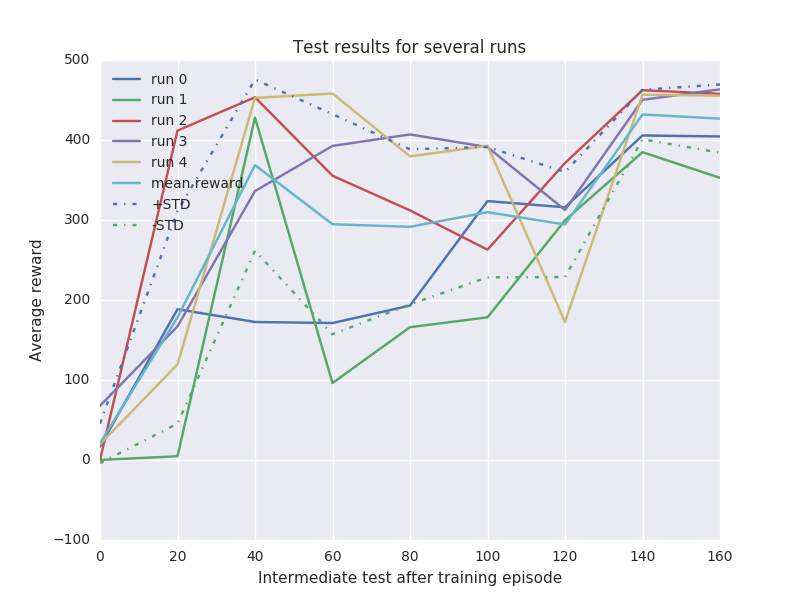 Test results for several runs
500
400
300
200
100
0
−100
Average reward
run 0
run 1
run 2
run 3
run 4
mean reward
+STD
-STD
0 20 40 60 80 100 120 140 160
Intermediate test after training episode